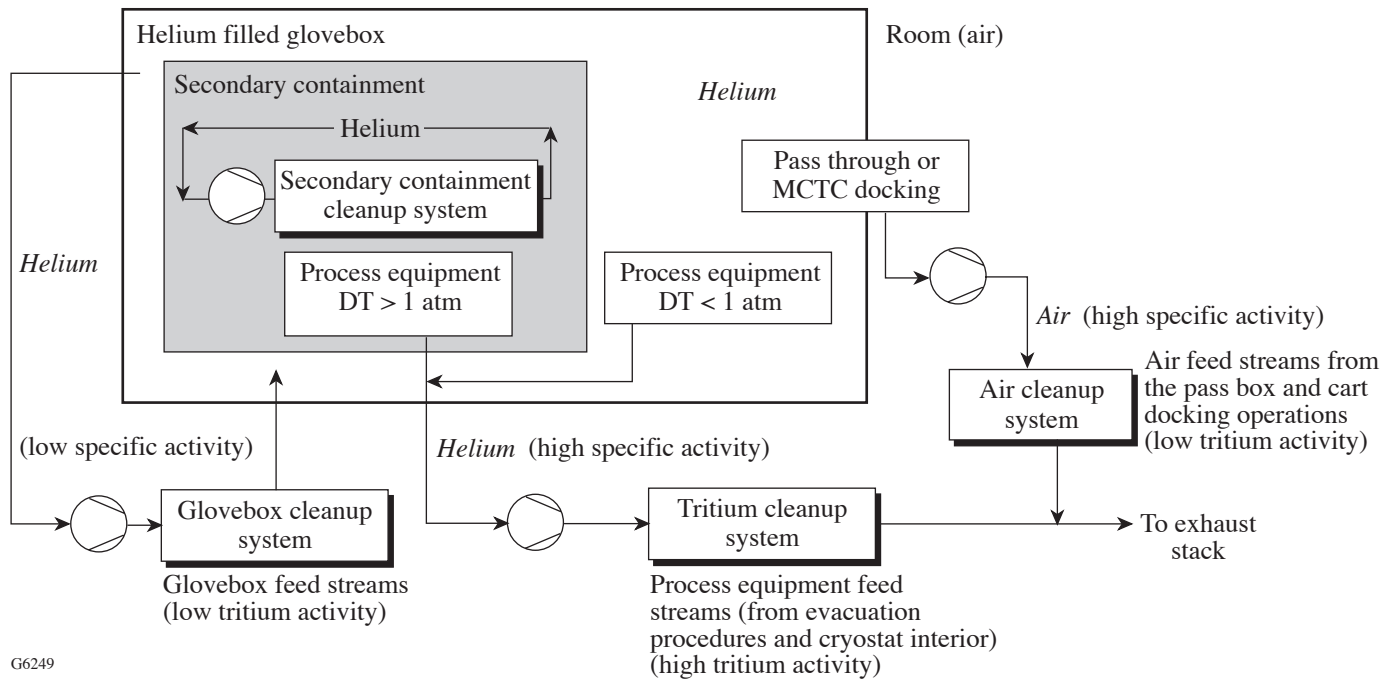 Helium filled glovebox
Room (air)
Secondary containment
Helium
Helium
Secondary containment
cleanup system
Pass through or
MCTC docking
Helium
Process equipment
DT > 1 atm
Process equipment
DT < 1 atm
Air (high specific activity)
Air cleanup
system
Air feed streams from
the pass box and cart
docking operations
(low tritium activity)
(low specific activity)
Helium (high specific activity)
Glovebox cleanup
system
Tritium cleanup
system
To exhaust
stack
Glovebox feed streams
(low tritium activity)
Process equipment feed
streams (from evacuation
procedures and cryostat interior)
(high tritium activity)
G6249